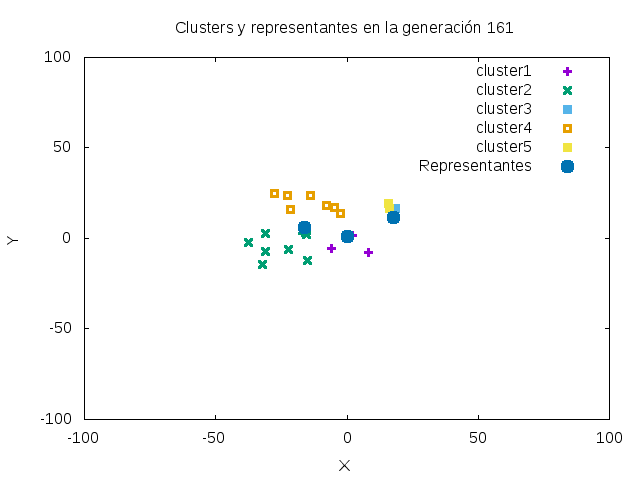 Clusters y representantes en la generación 161
100
50
0
-50
-100
-100 -50 0 50 100
X
Y
cluster1
cluster2
cluster3
cluster4
cluster5
Representantes